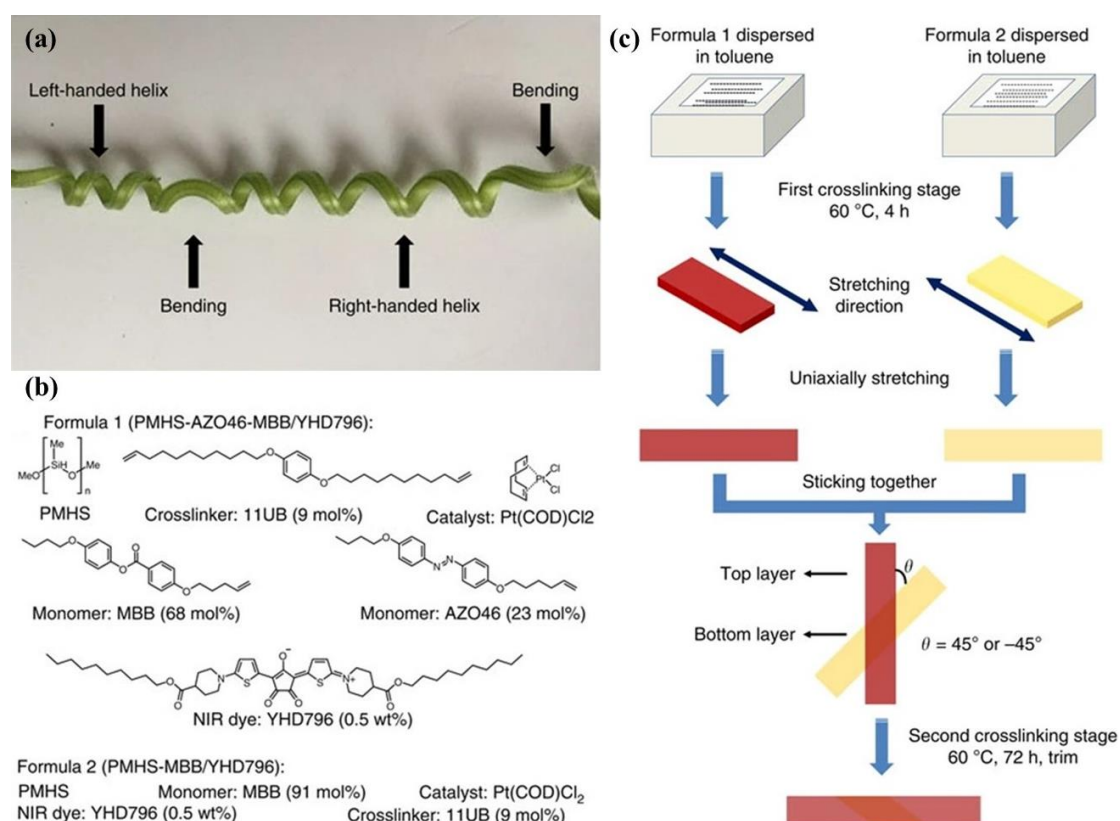 (a)
Left-handed helix
Bending
Bending
Right-handed helix
(b)
Formula 1 (PMHS-AZO46-MBB/YHD796):
Me
MeO
SiH
O
Me
n
PMHS
O
O
Crosslinker: 11UB (9 mol%)
Pt
Cl
Cl
Catalyst: Pt(COD)Cl2
O
O
O
O
Monomer: MBB (68 mol%)
O
N
N
O
Monomer: AZO46 (23 mol%)
O
O
N
S
O⁻
O
O
S
N⁺
O
O
NIR dye: YHD796 (0.5 wt%)
Formula 2 (PMHS-MBB/YHD796):
PMHS Monomer: MBB (91 mol%) Catalyst: Pt(COD)Cl₂
NIR dye: YHD796 (0.5 wt%) Crosslinker: 11UB (9 mol%)
(c)
Formula 1 dispersed
in toluene
Formula 2 dispersed
in toluene
First crosslinking stage
60 °C, 4 h
Stretching
direction
Uniaxially stretching
Sticking together
Top layer
θ
Bottom layer
θ = 45° or –45°
Second crosslinking stage
60 °C, 72 h, trim